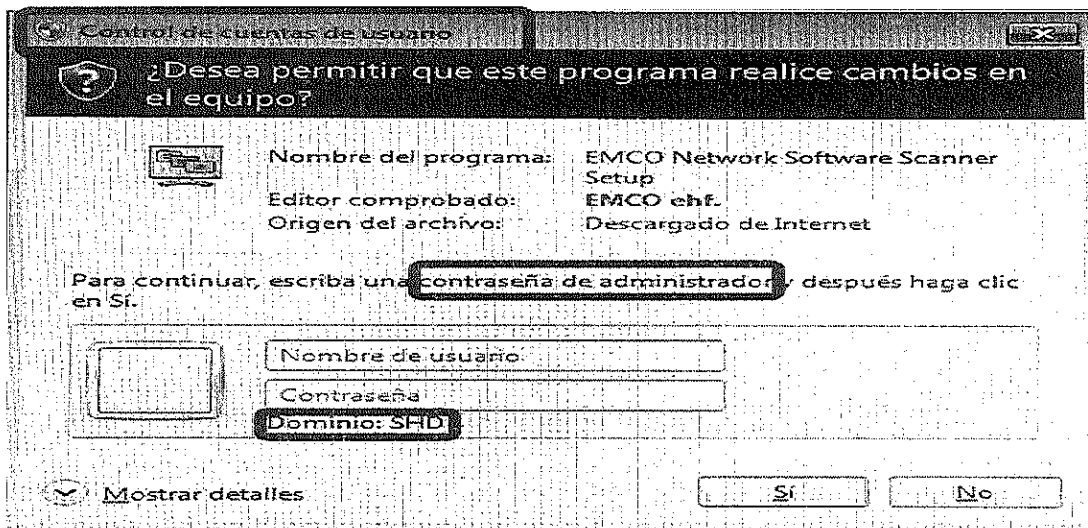 Control de cuentas de usuario
¿Desea permitir que este programa realice cambios en
el equipo?
Nombre del programa: EMCO Network Software Scanner
Setup
Editor comprobado: EMCO ehf.
Origen del archivo: Descargado de Internet
Para continuar, escriba una contraseña de administrador y después haga clic
en Sí.
Nombre de usuario
Contraseña
Dominio: SHD
Mostrar detalles
Sí
No